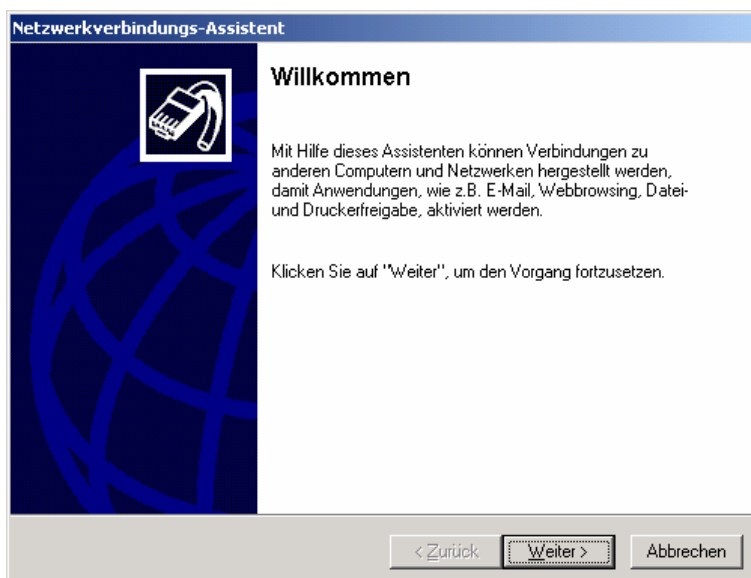 Netzwerkverbindungs-Assistent
Willkommen
Mit Hilfe dieses Assistenten können Verbindungen zu
anderen Computern und Netzwerken hergestellt werden,
damit Anwendungen, wie z.B. E-Mail, Webbrowsing, Datei-
und Druckerfreigabe, aktiviert werden.
Klicken Sie auf "Weiter", um den Vorgang fortzusetzen.
< Zurück
Weiter >
Abbrechen